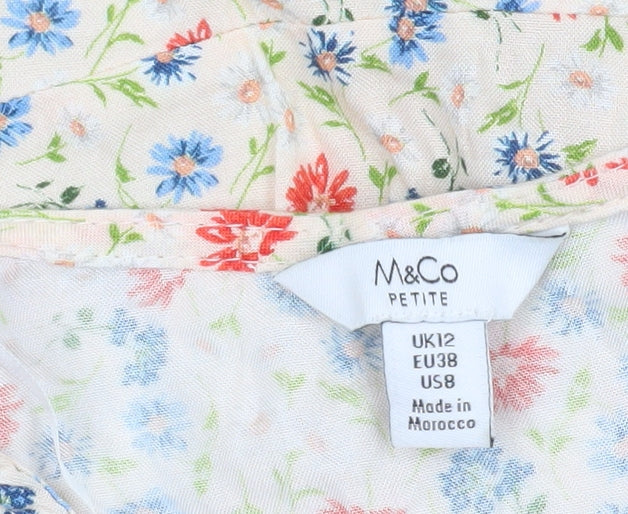 M&Co
PETITE
UK12
EU38
US8
Made in
Morocco